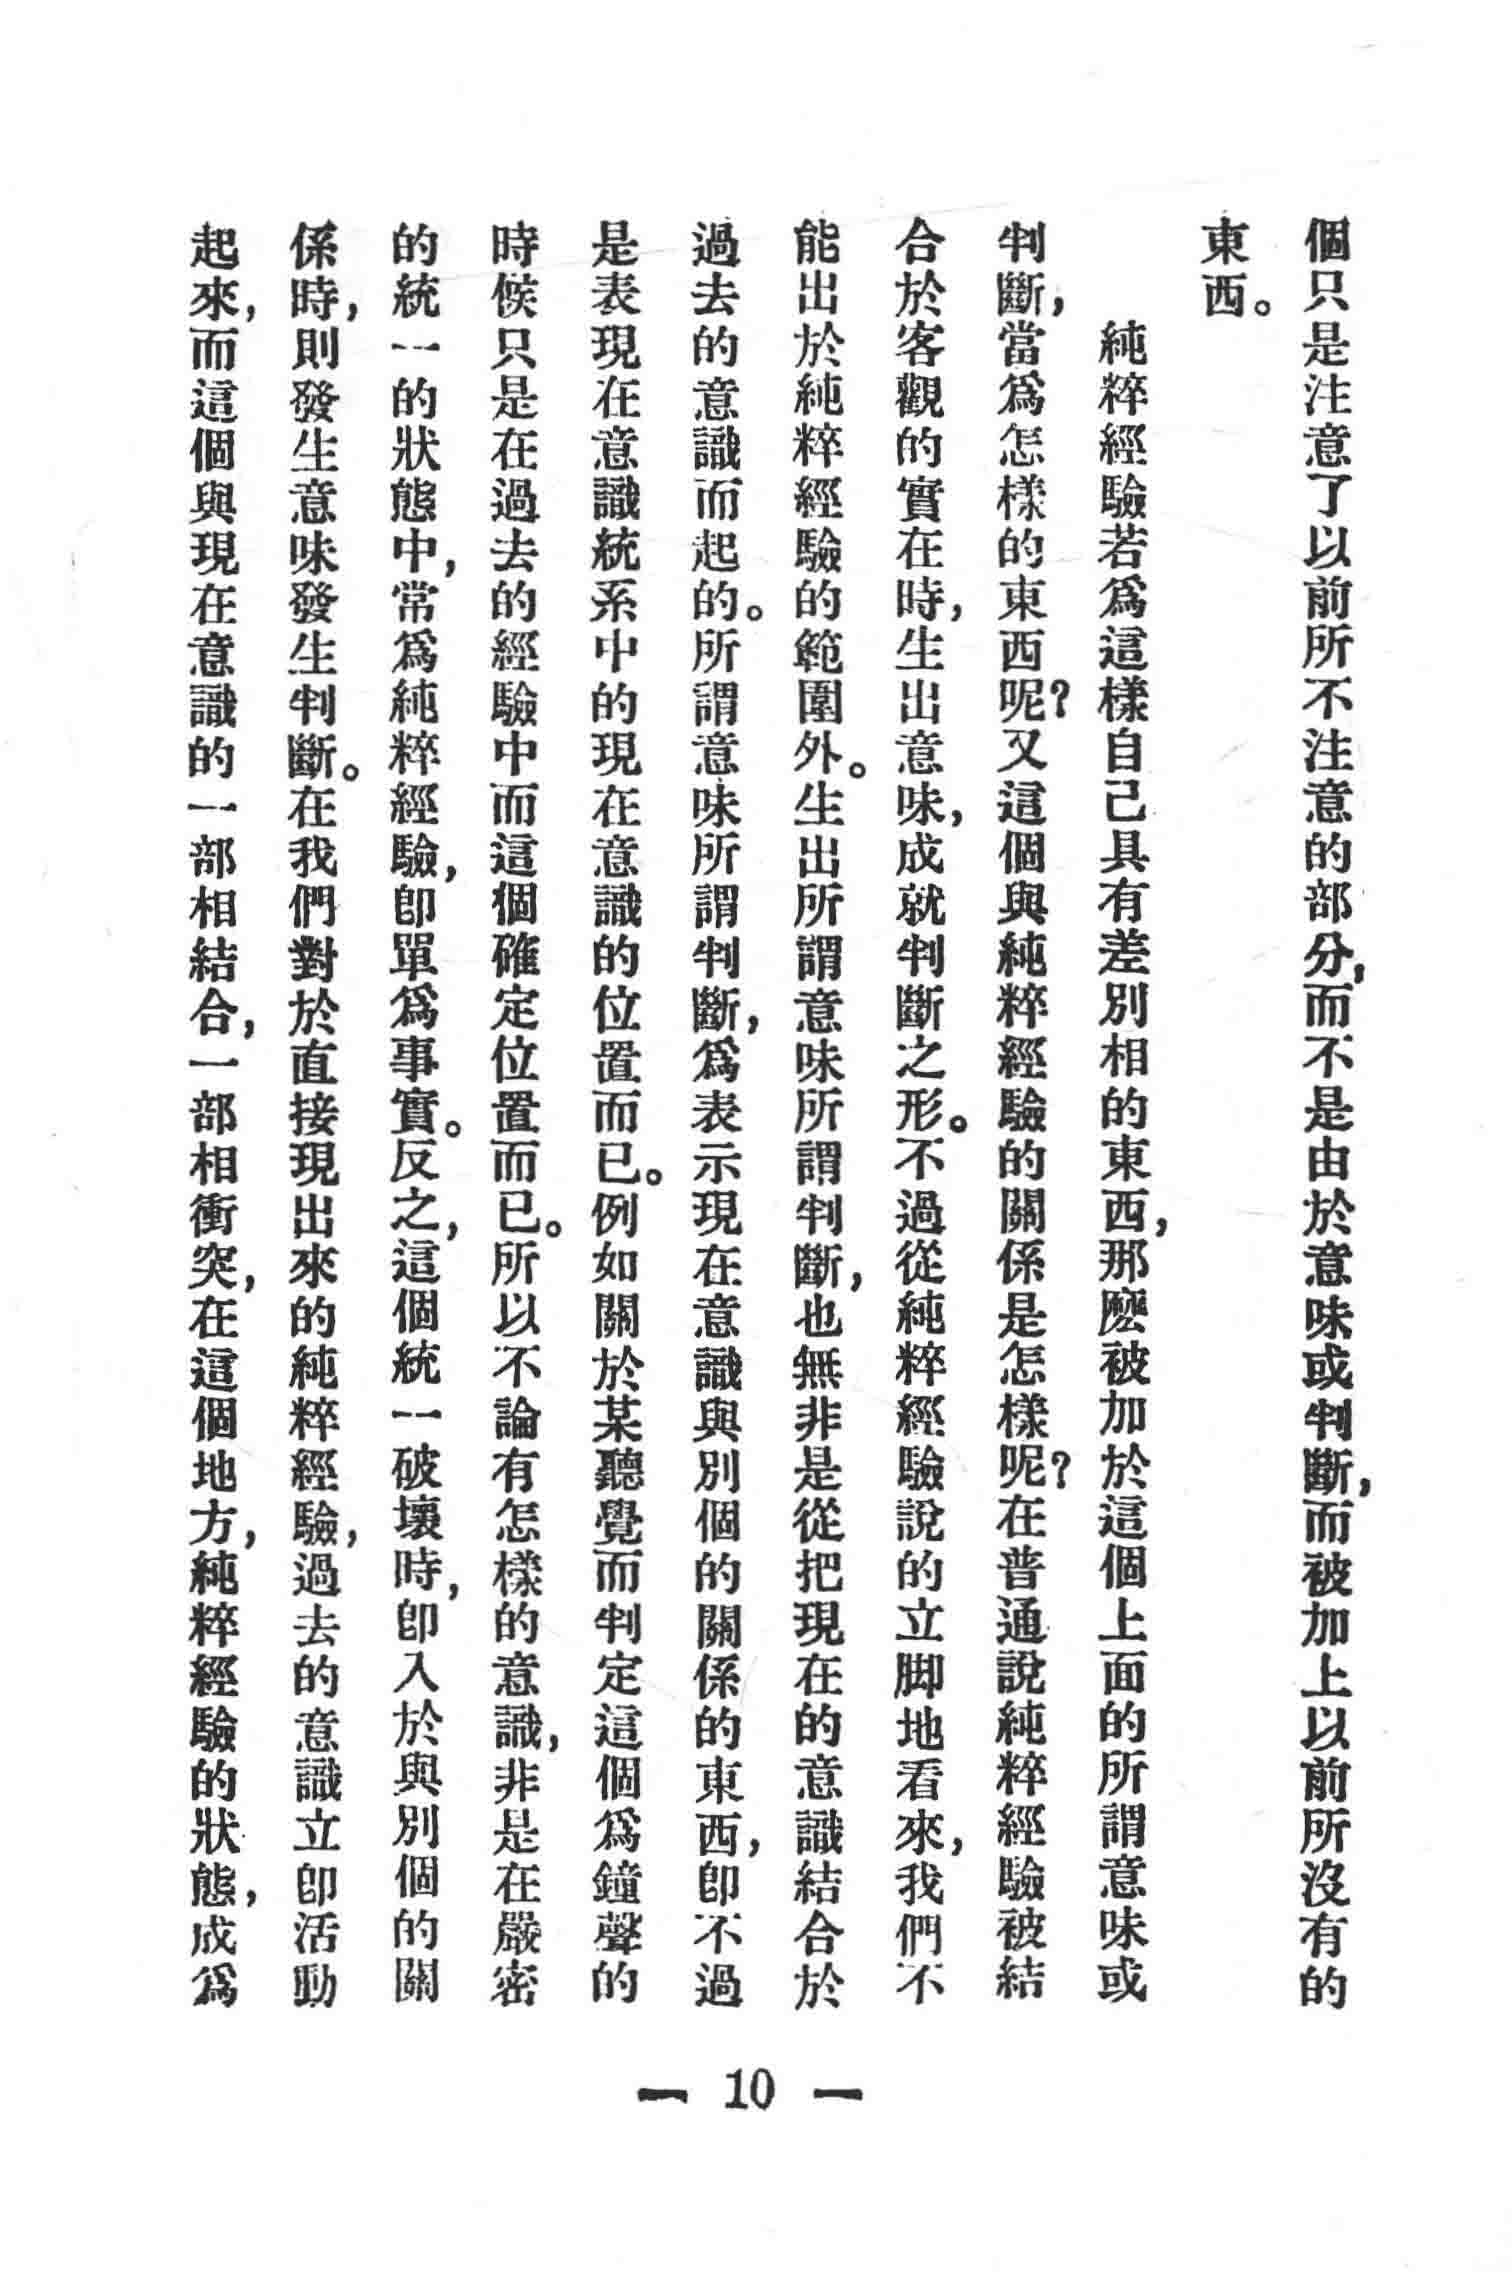 個只是注意了以前所不注意的部分，而不是由於意味或判斷，而被加上以前所沒有的
東西。
純粹經驗若爲這樣自己具有差別相的東西，那麽被加於這個上面的所謂意味或
判斷，當爲怎樣的東西呢？又這個與純粹經驗的關係是怎樣呢？在普通說純粹經驗被結
合於客觀的實在時，生出意味，成就判斷之形。不過從純粹經驗說的立脚地看來，我們不
能出於純粹經驗的範圍外。生出所謂意味所謂判斷，也無非是從把現在的意識結合於
過去的意識而起的。所謂意味所謂判斷，爲表示現在意識與別個的關係的東西，卽不過
是表現在意識統系中的現在意識的位置而已。例如關於某聽覺而判定這個爲鐘聲的
時候只是在過去的經驗中而這個確定位置而已。所以不論有怎樣的意識，非是在嚴密
的統一的狀態中，常爲純粹經驗，卽單爲事實。反之，這個統一破壞時，卽入於與別個的關
係時，則發生意味發生判斷。在我們對於直接現出來的純粹經驗，過去的意識立卽活動
起來，而這個與現在意識的一部相結合，一部相衝突，在這個地方，純粹經驗的狀態，成爲
— 10 —